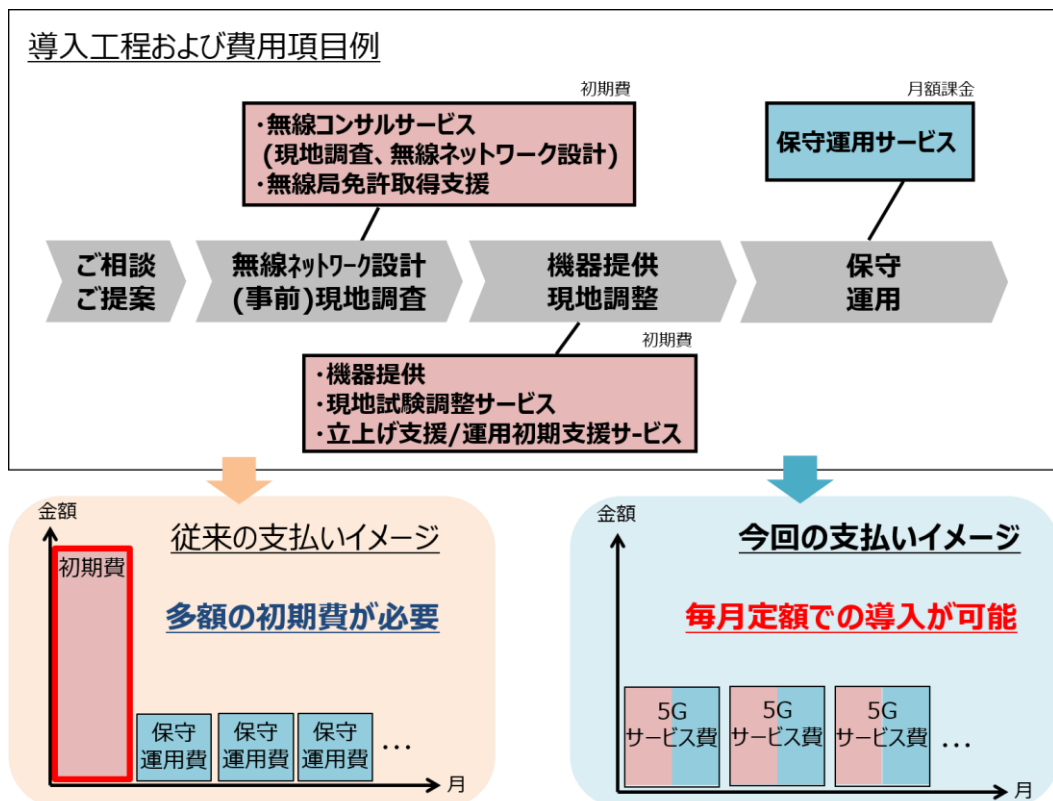 導入工程および費用項目例
初期費
・無線コンサルサービス
(現地調査、無線ネットワーク設計)
・無線局免許取得支援
月額課金
保守運用サービス
ご相談
ご提案
無線ネットワーク設計
(事前)現地調査
機器提供
現地調整
保守
運用
初期費
・機器提供
・現地試験調整サービス
・立上げ支援/運用初期支援サービス
金額
従来の支払いイメージ
初期費
多額の初期費が必要
保守
運用費
保守
運用費
保守
運用費
…
月
金額
今回の支払いイメージ
毎月定額での導入が可能
5G
サービス費
5G
サービス費
5G
サービス費
…
月